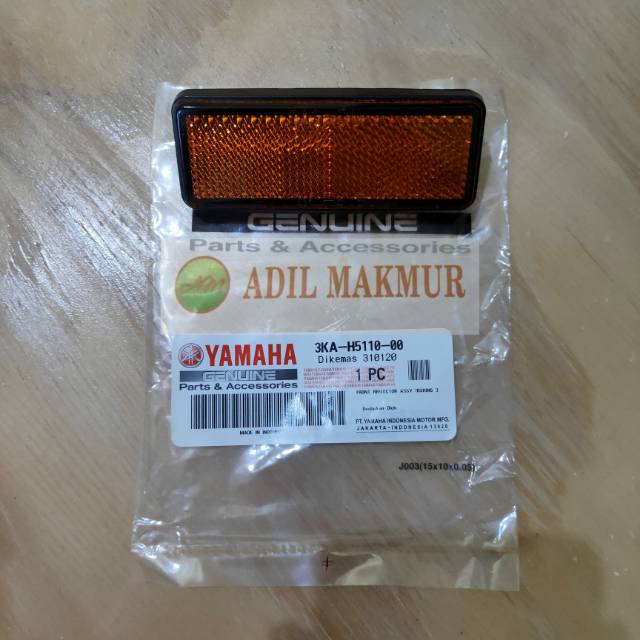 GENUINE
Parts & Accessories
ADIL MAKMUR
YAMAHA
3KA-H5110-00
Dikemas 310120
GENUINE
Parts & Accessories
1 PC
FRONT REFLECTOR ASSY
MADE IN
PT.YAMAHA INDONESIA MOTOR MFG.
JAKARTA-INDONESIA 13920
J003(15x10x0.05)